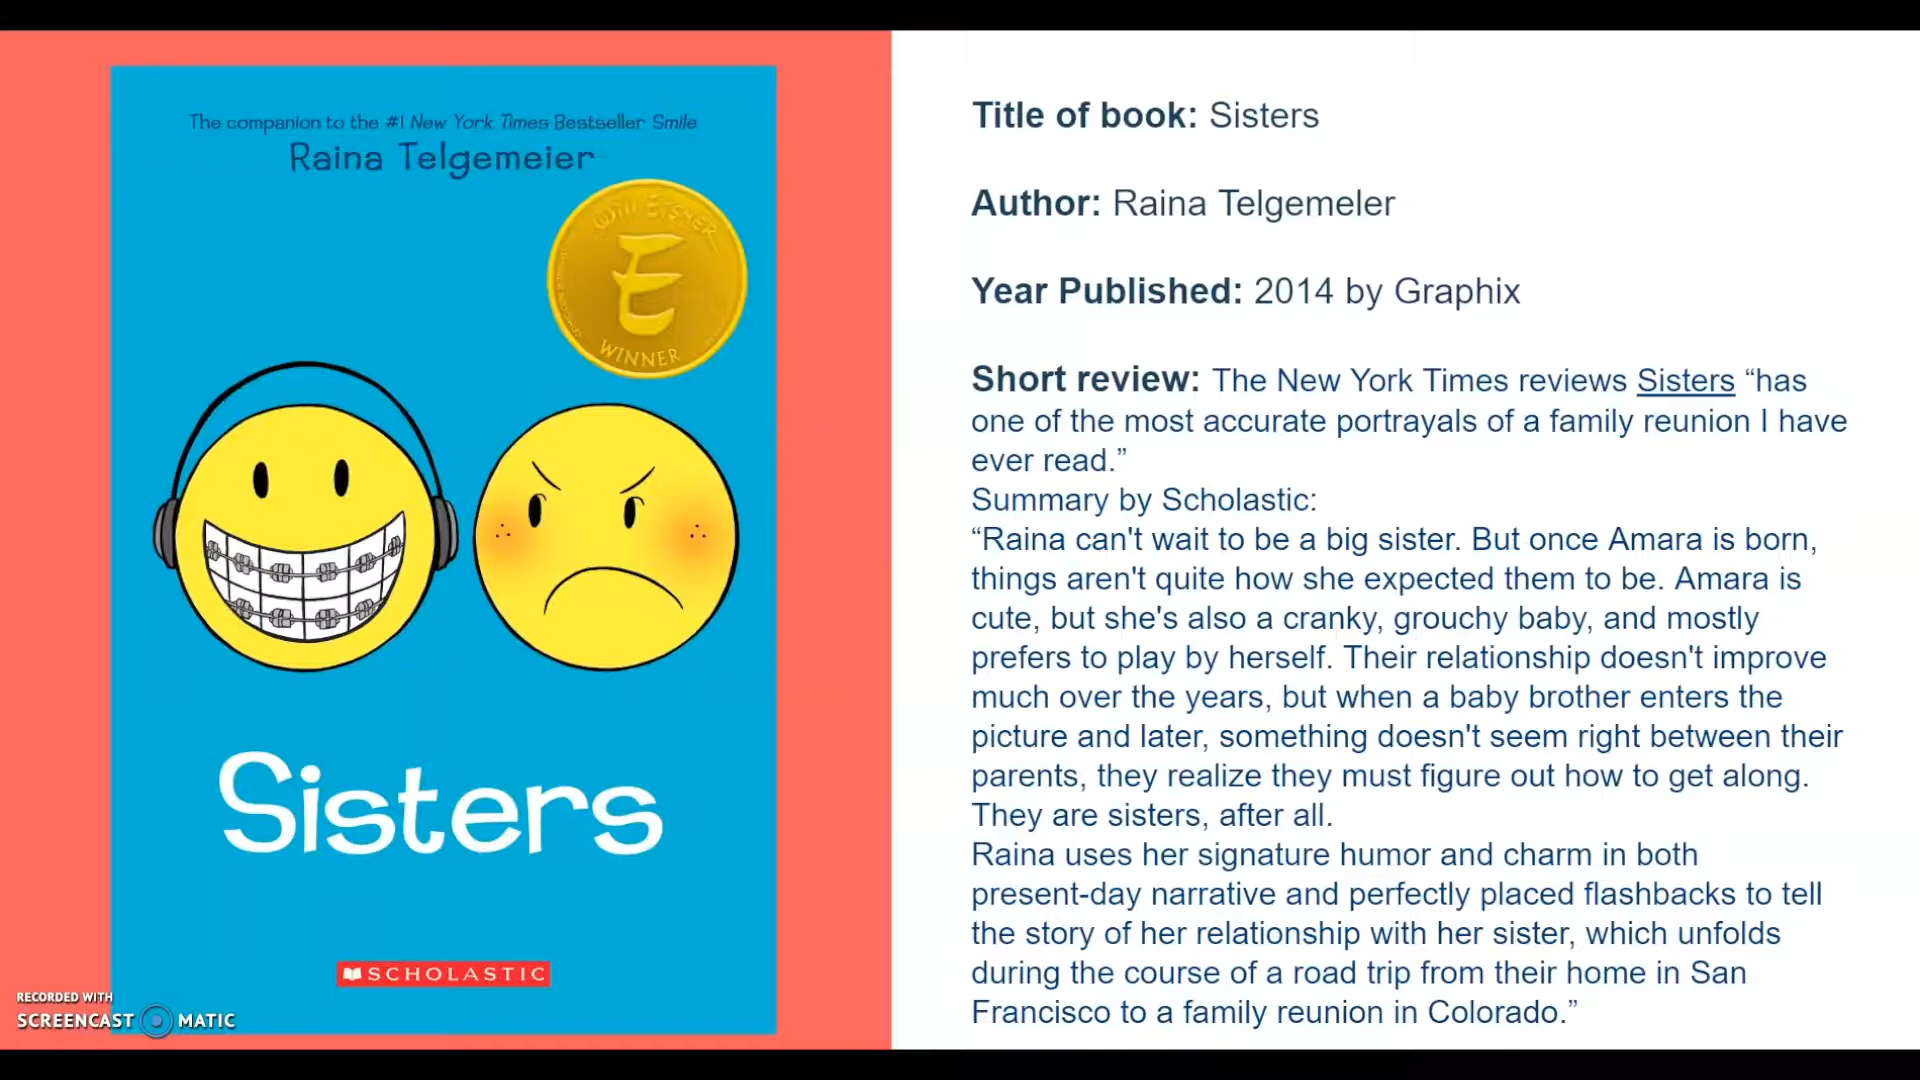 The companion to the #1 New York Times Bestseller Smile
Raina Telgemeier
WILL EISNER
E
WINNER
Sisters
SCHOLASTIC
RECORDED WITH
SCREENCAST MATIC
Title of book: Sisters
Author: Raina Telgemeler
Year Published: 2014 by Graphix
Short review: The New York Times reviews Sisters “has
one of the most accurate portrayals of a family reunion I have
ever read.”
Summary by Scholastic:
“Raina can't wait to be a big sister. But once Amara is born,
things aren't quite how she expected them to be. Amara is
cute, but she's also a cranky, grouchy baby, and mostly
prefers to play by herself. Their relationship doesn't improve
much over the years, but when a baby brother enters the
picture and later, something doesn't seem right between their
parents, they realize they must figure out how to get along.
They are sisters, after all.
Raina uses her signature humor and charm in both
present-day narrative and perfectly placed flashbacks to tell
the story of her relationship with her sister, which unfolds
during the course of a road trip from their home in San
Francisco to a family reunion in Colorado.”